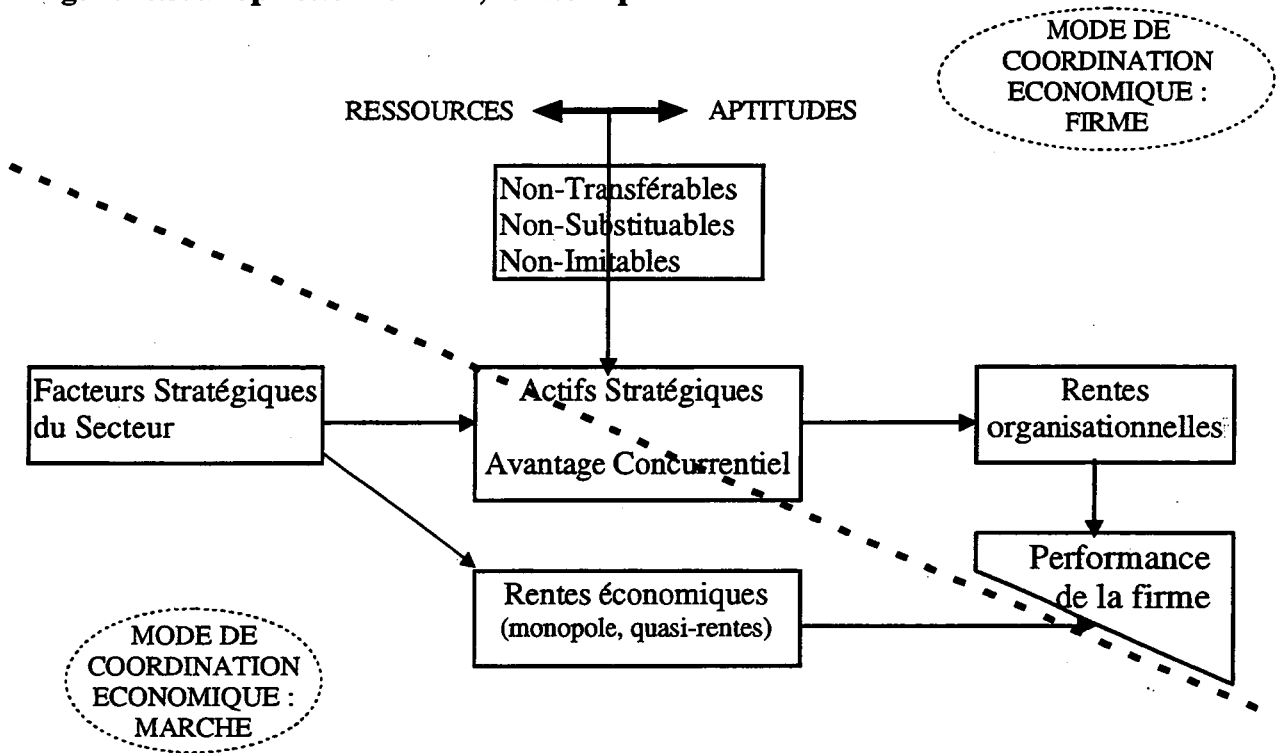 MODE DE
COORDINATION
ECONOMIQUE :
FIRME
RESSOURCES APTITUDES
Non-Transférables
Non-Substituables
Non-Imitables
Facteurs Stratégiques
du Secteur
Actifs Stratégiques
Avantage Concurrentiel
Rentes
organisationnelles
Performance
de la firme
Rentes économiques
(monopole, quasi-rentes)
MODE DE
COORDINATION
ECONOMIQUE :
MARCHE